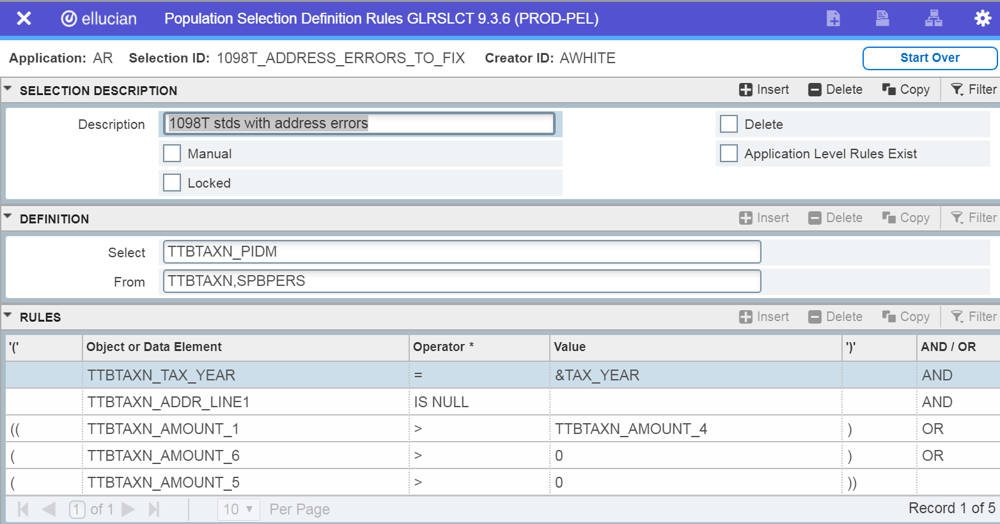 ellucian Population Selection Definition Rules GLRSLCT 9.3.6 (PROD-PEL)
Application: AR Selection ID: 1098T_ADDRESS_ERRORS_TO_FIX Creator ID: AWHITE Start Over
SELECTION DESCRIPTION Insert Delete Copy Filter
Description 1098T stds with address errors Delete
Manual Application Level Rules Exist
Locked
DEFINITION Insert Delete Copy Filter
Select TTBTAXN_PIDM
From TTBTAXN,SPBPERS
RULES Insert Delete Copy Filter
'(' Object or Data Element Operator * Value ')' AND / OR
TTBTAXN_TAX_YEAR = &TAX_YEAR AND
TTBTAXN_ADDR_LINE1 IS NULL AND
(( TTBTAXN_AMOUNT_1 > TTBTAXN_AMOUNT_4 ) OR
( TTBTAXN_AMOUNT_6 > 0 ) OR
( TTBTAXN_AMOUNT_5 > 0 ))
1 of 1 10 Per Page Record 1 of 5